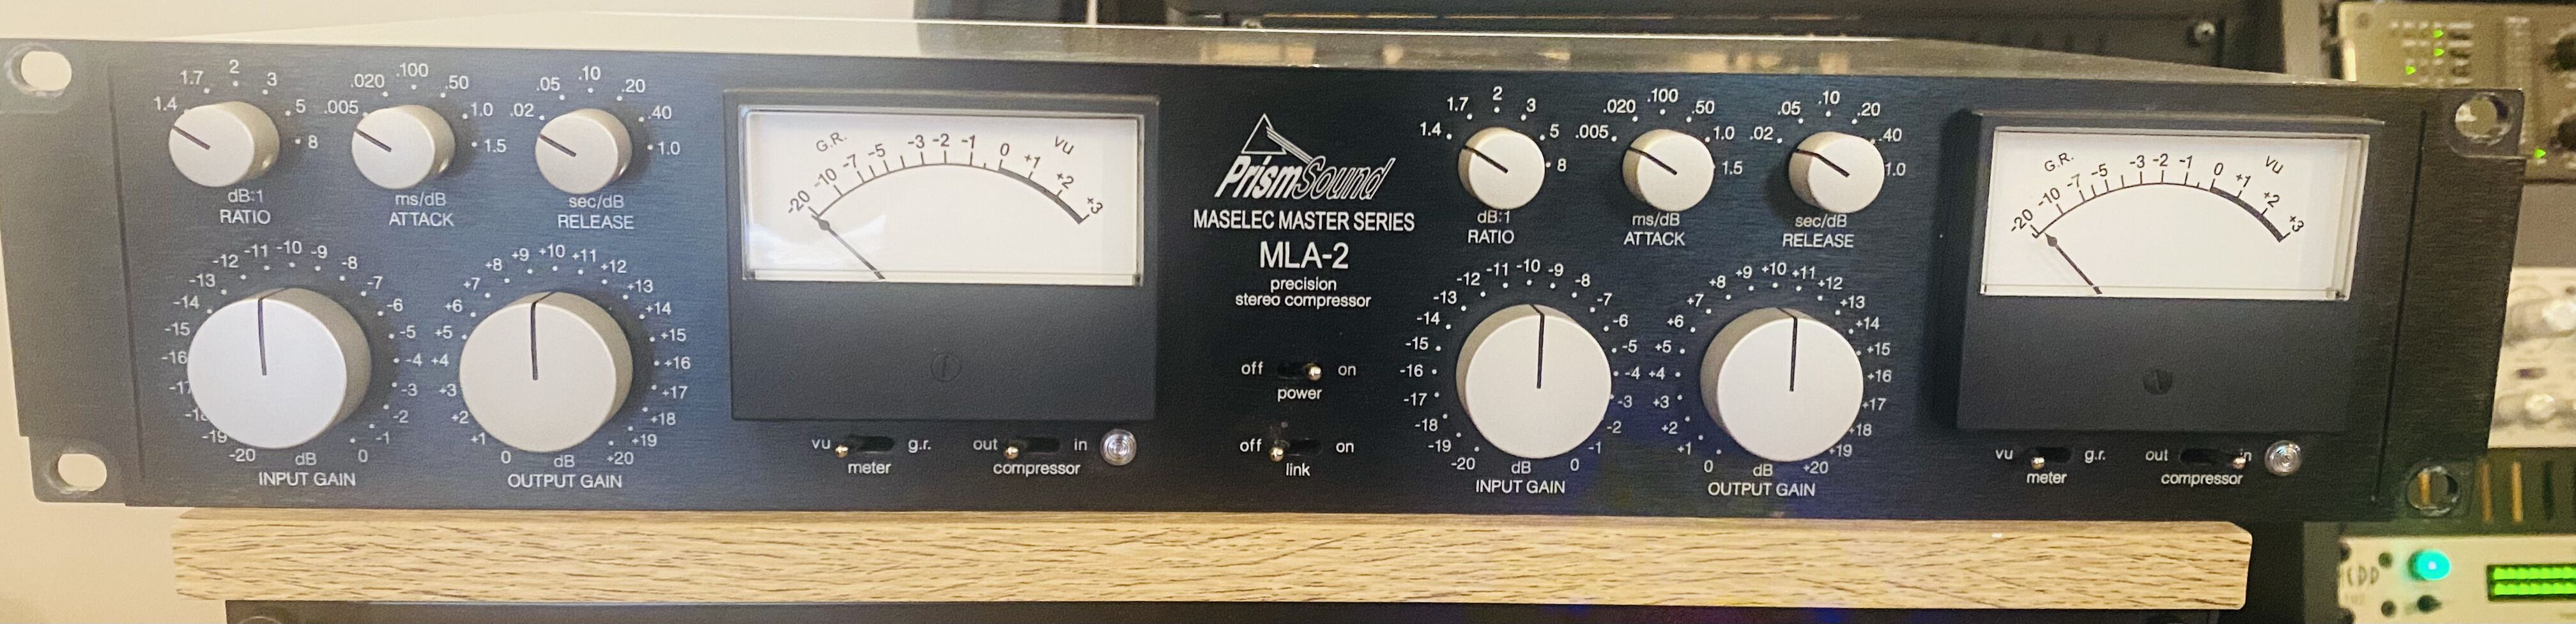 1.4 1.7 2 3 5 8
dB:1
RATIO
.005 .020 .100 .50 1.0 1.5
ms/dB
ATTACK
.02 .05 .10 .20 .40 1.0
sec/dB
RELEASE
-20 -19 -17 -16 -15 -14 -13 -12 -11 -10 -9 -8 -7 -6 -5 -4 -3 -2 -1 0
dB
INPUT GAIN
0 +1 +2 +3 +4 +5 +6 +7 +8 +9 +10 +11 +12 +13 +14 +15 +16 +17 +18 +19 +20
dB
OUTPUT GAIN
G.R. VU
-20 -10 -7 -5 -3 -2 -1 0 +1 +2 +3
vu g.r.
meter
out in
compressor
PrismSound
MASELEC MASTER SERIES
MLA-2
precision
stereo compressor
off on
power
off on
link
1.4 1.7 2 3 5 8
dB:1
RATIO
.005 .020 .100 .50 1.0 1.5
ms/dB
ATTACK
.02 .05 .10 .20 .40 1.0
sec/dB
RELEASE
-20 -19 -18 -17 -16 -15 -14 -13 -12 -11 -10 -9 -8 -7 -6 -5 -4 -3 -2 -1 0
dB
INPUT GAIN
0 +1 +2 +3 +4 +5 +6 +7 +8 +9 +10 +11 +12 +13 +14 +15 +16 +17 +18 +19 +20
dB
OUTPUT GAIN
G.R. VU
-20 -10 -7 -5 -3 -2 -1 0 +1 +2 +3
vu g.r.
meter
out in
compressor